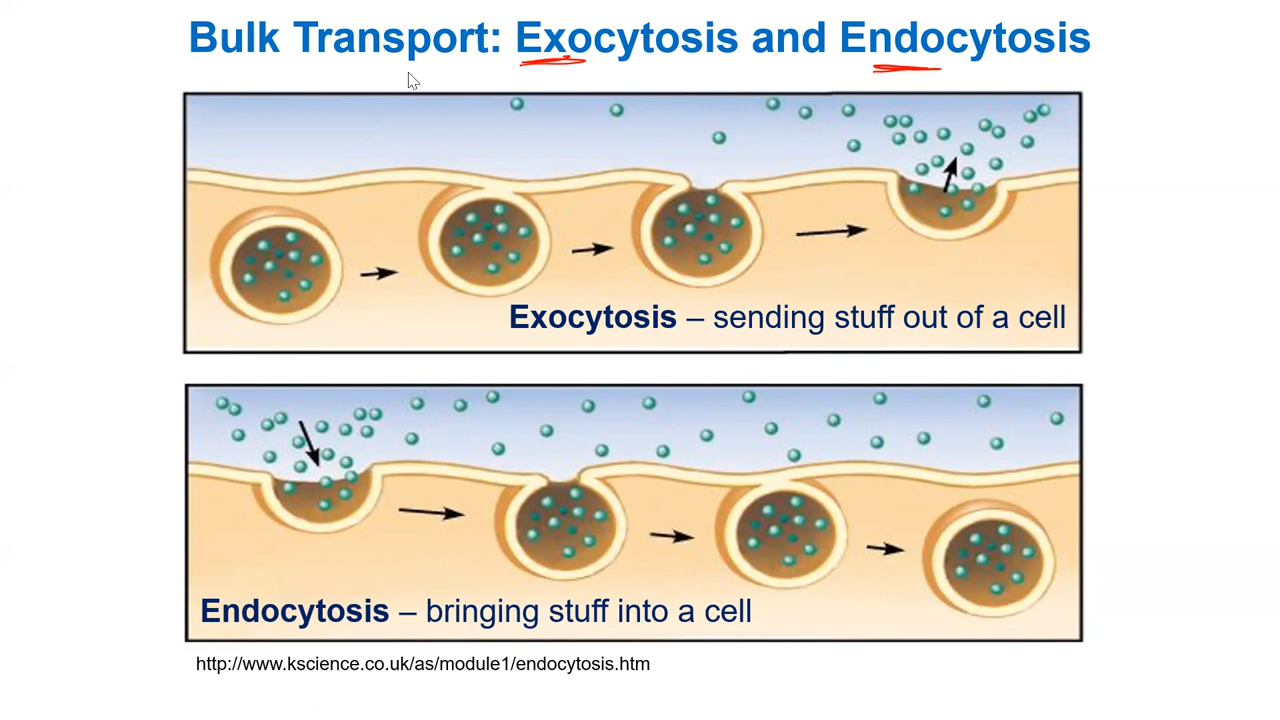 Bulk Transport: Exocytosis and Endocytosis
Exocytosis – sending stuff out of a cell
Endocytosis – bringing stuff into a cell
http://www.kscience.co.uk/as/module1/endocytosis.htm